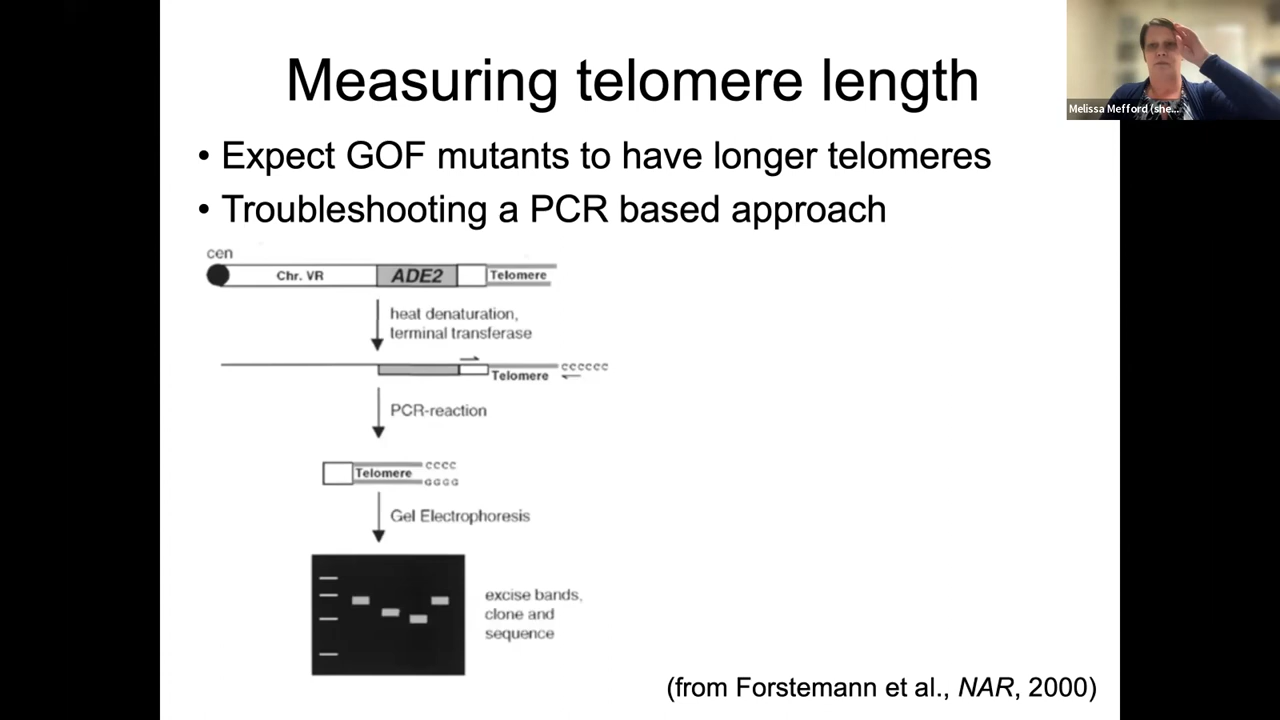 Measuring telomere length
Melissa Mefford (she...
• Expect GOF mutants to have longer telomeres
• Troubleshooting a PCR based approach
cen
Chr. VR
ADE2
Telomere
heat denaturation,
terminal transferase
cccccc
Telomere
PCR-reaction
cccc
Telomere
GGGG
Gel Electrophoresis
excise bands,
clone and
sequence
(from Forstemann et al., NAR, 2000)